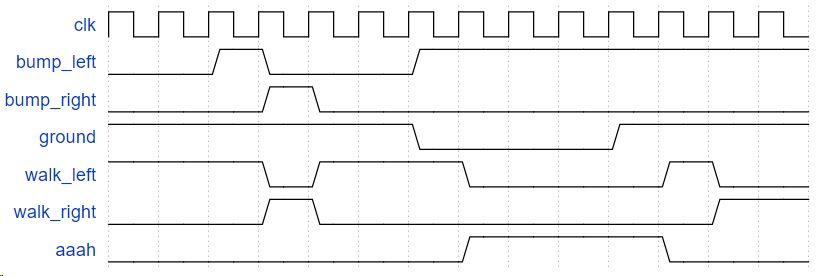 clk
bump_left
bump_right
ground
walk_left
walk_right
aaah